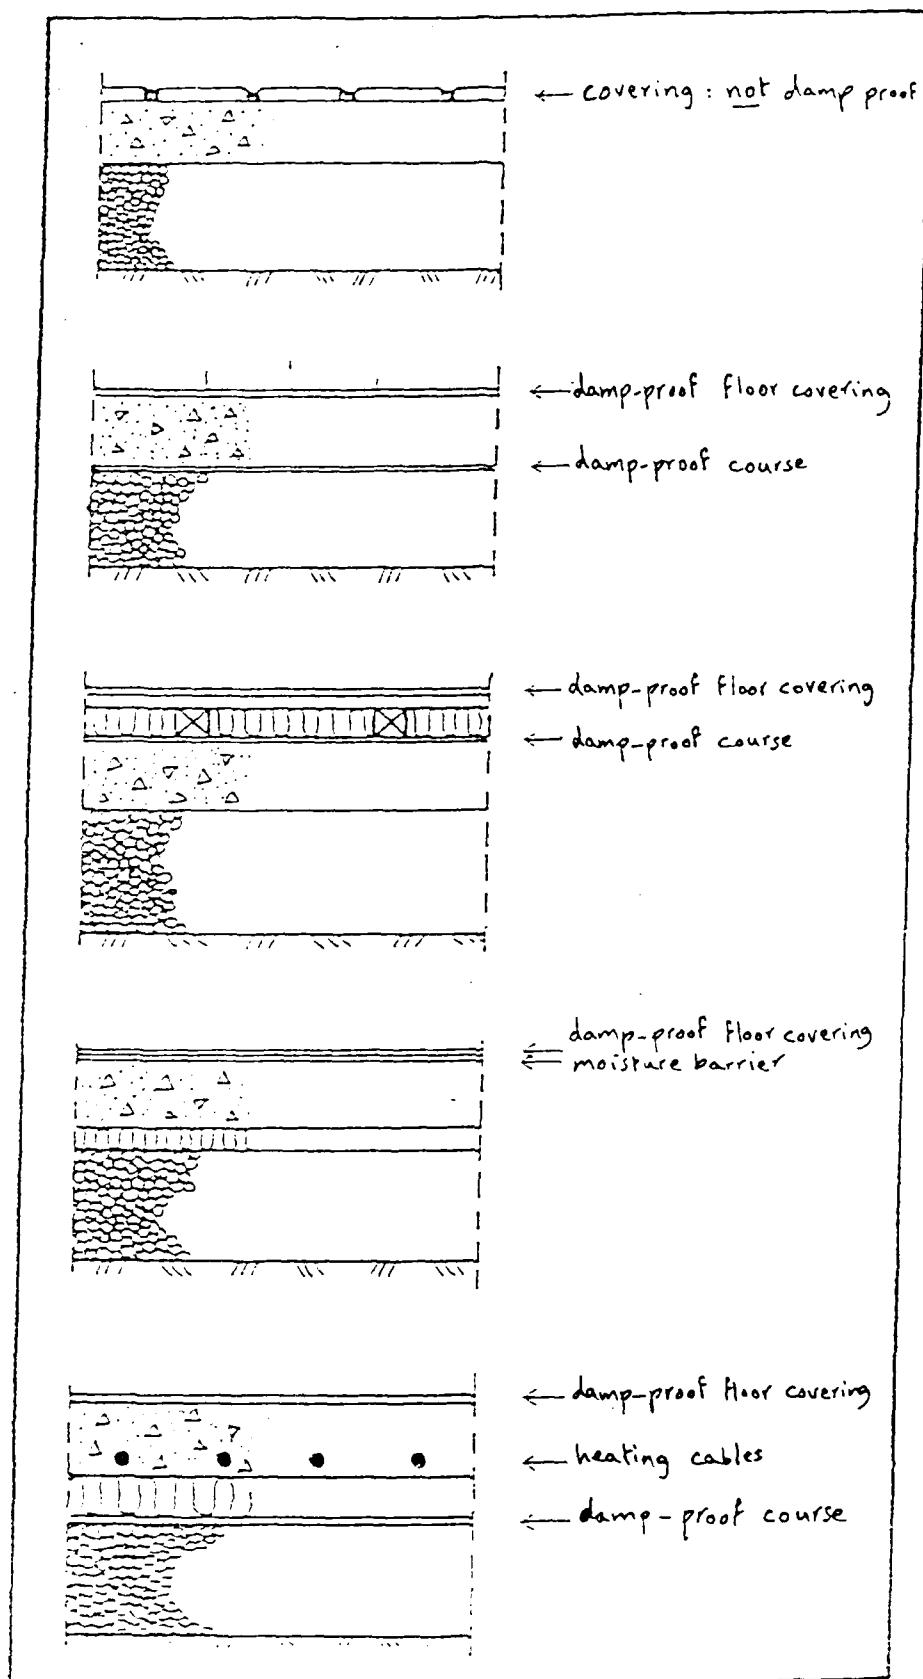 ← covering : not damp proof
← damp-proof floor covering
← damp-proof course
← damp-proof floor covering
← damp-proof course
damp-proof floor covering
← moisture barrier
← damp-proof floor covering
← heating cables
← damp-proof course